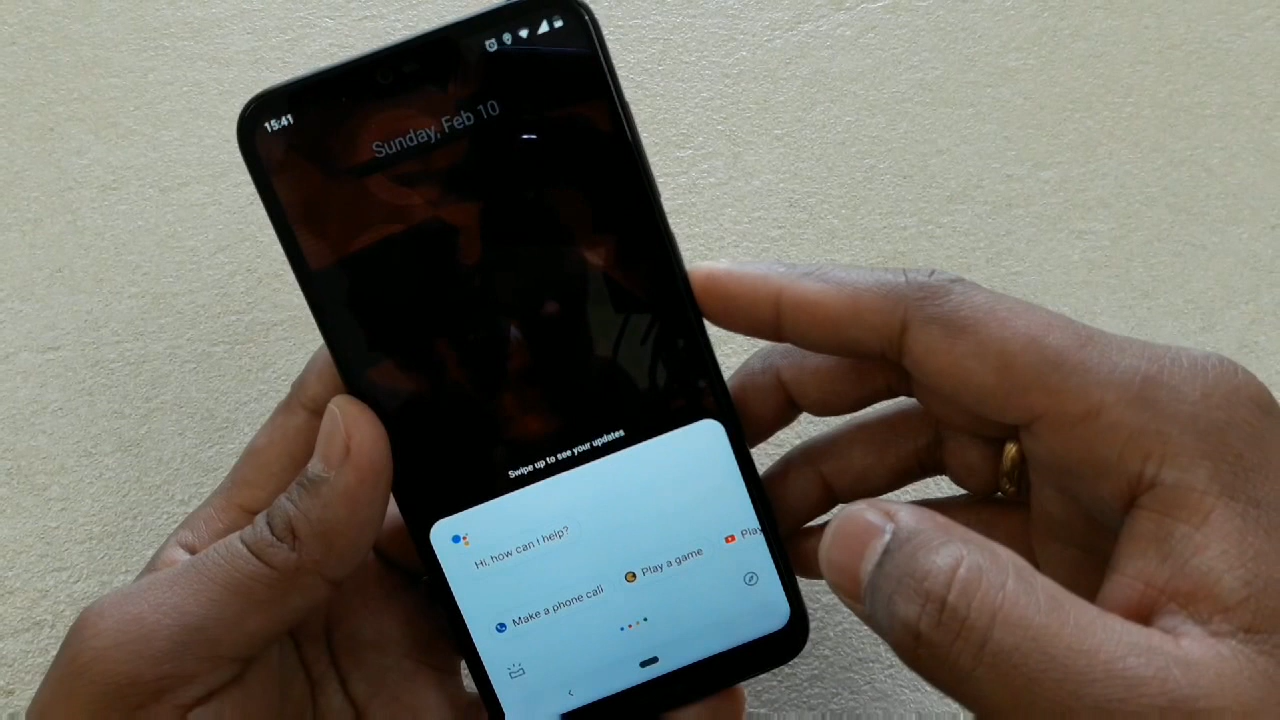 15:41
Sunday, Feb 10
Swipe up to see your updates
Hi, how can I help?
Make a phone call
Play a game
Play